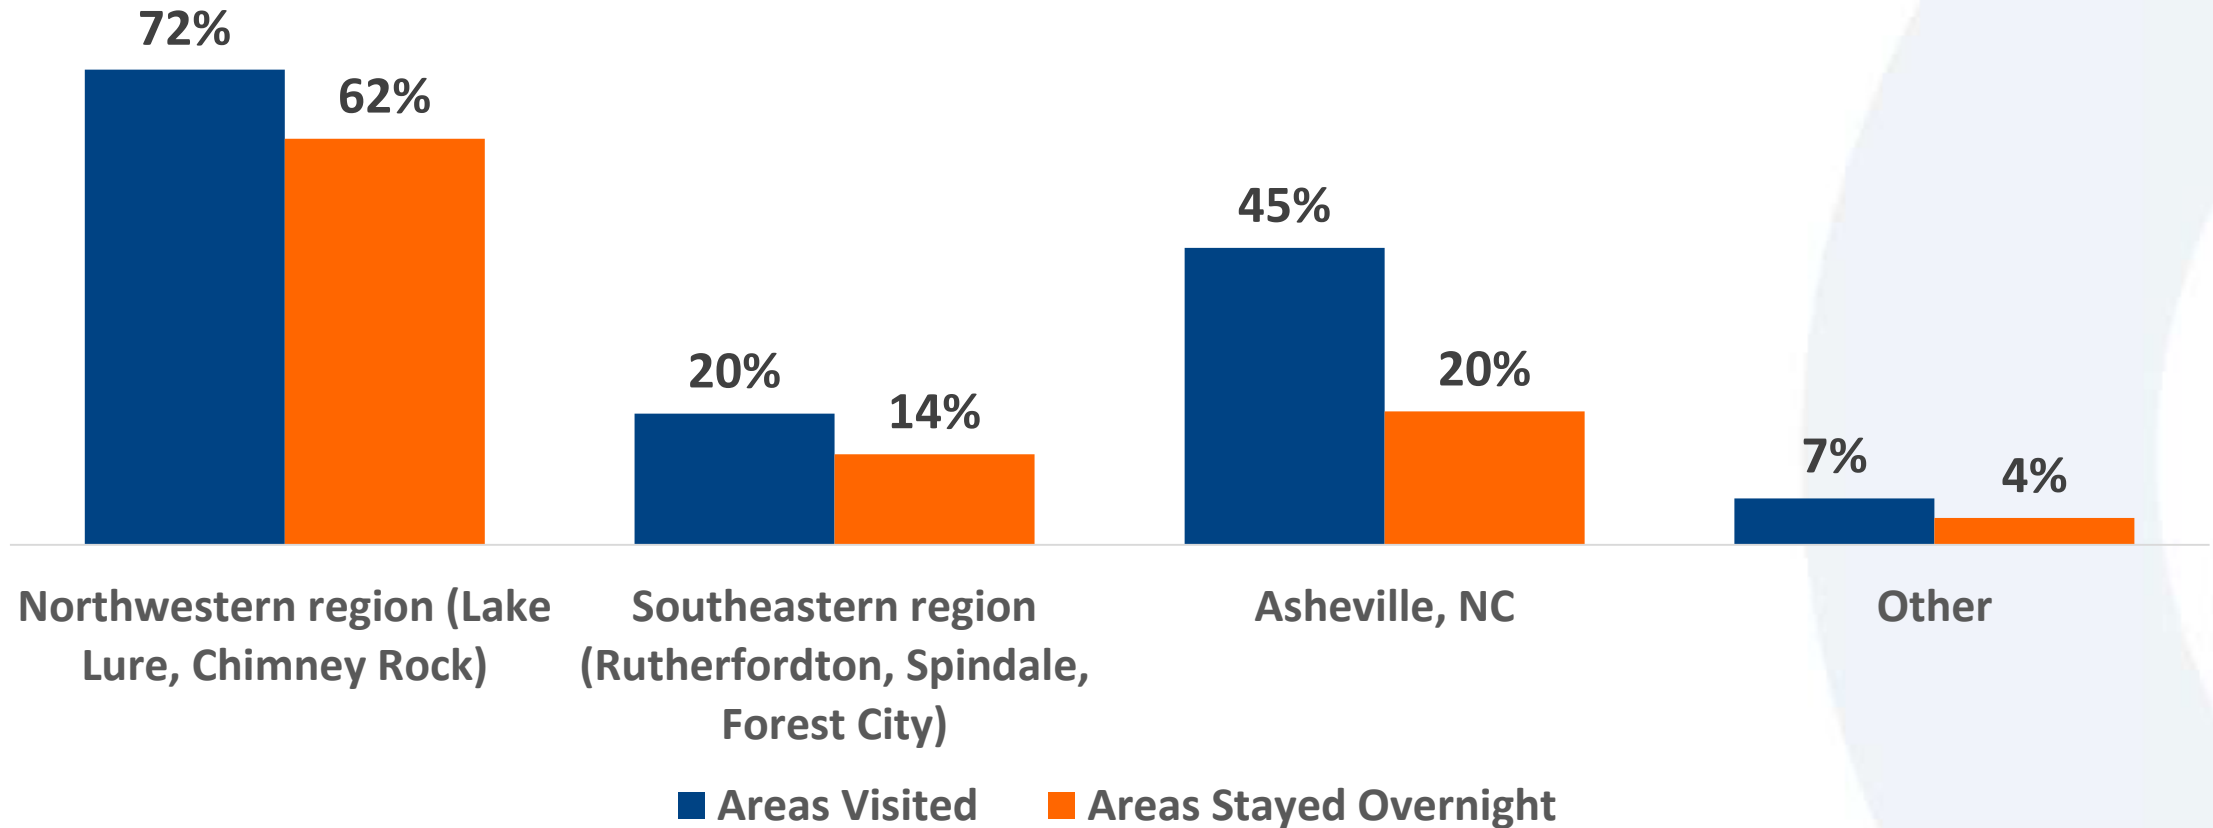 72%
62%
20%
14%
45%
20%
7%
4%
Northwestern region (Lake
Lure, Chimney Rock)
Southeastern region
(Rutherfordton, Spindale,
Forest City)
Asheville, NC
Other
Areas Visited
Areas Stayed Overnight